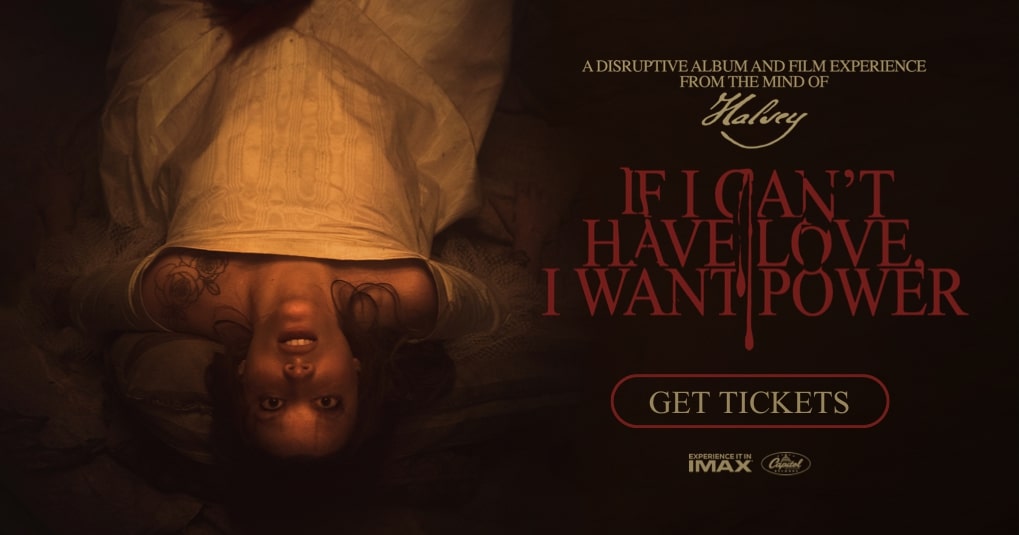 A DISRUPTIVE ALBUM AND FILM EXPERIENCE
FROM THE MIND OF
Halsey
IF I CAN'T
HAVE LOVE,
I WANT POWER
GET TICKETS
EXPERIENCE IT IN
IMAX
Capitol
RECORDS